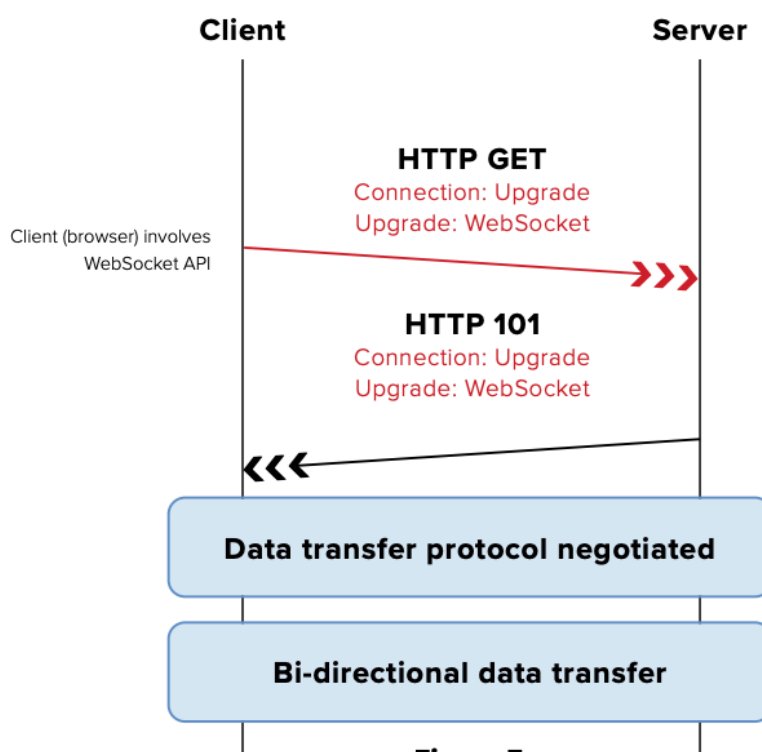 Client
Server
HTTP GET
Connection: Upgrade
Upgrade: WebSocket
Client (browser) involves
WebSocket API
HTTP 101
Connection: Upgrade
Upgrade: WebSocket
Data transfer protocol negotiated
Bi-directional data transfer